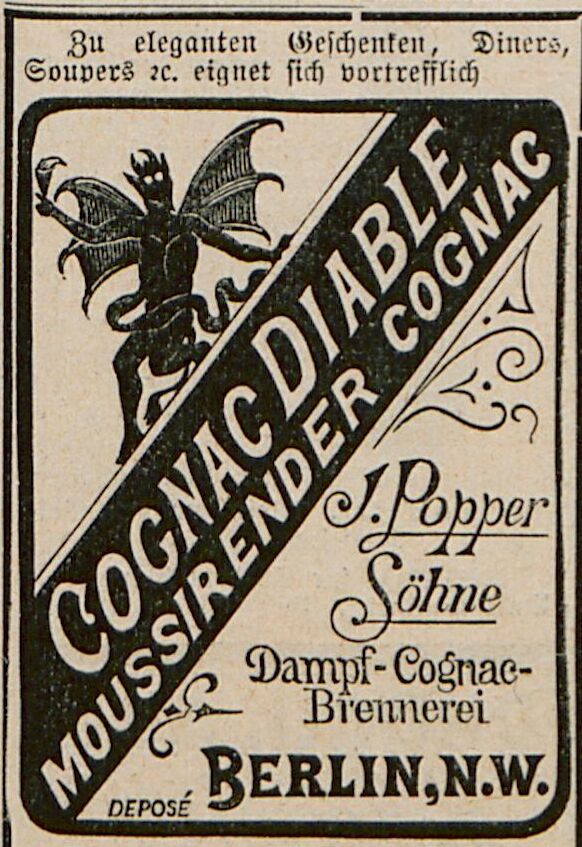 Zu eleganten Geschenken, Diners,
Soupers ꝛc. eignet sich vortrefflich
COGNAC DIABLE
MOUSSIRENDER COGNAC
J. Popper
Söhne
Dampf-Cognac-
Brennerei
BERLIN, N.W.
DEPOSÉ